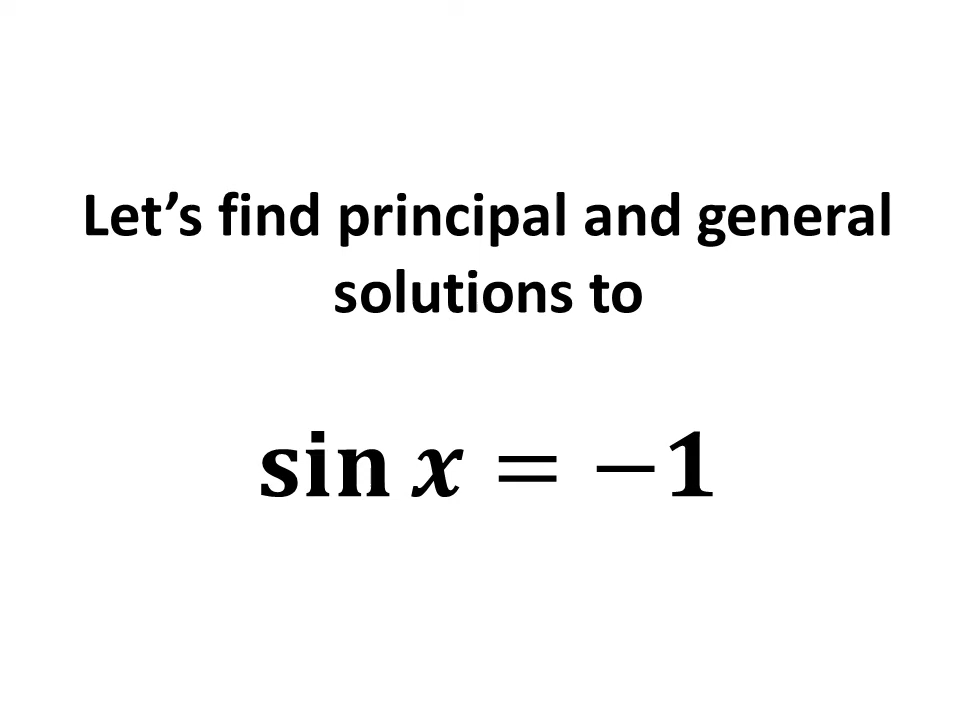 Let’s find principal and general
solutions to
sin x = −1